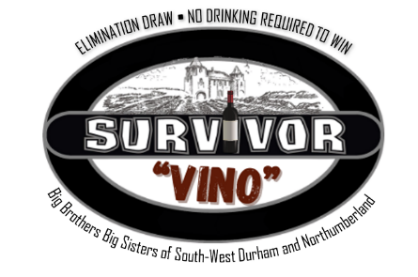 ELIMINATION DRAW • NO DRINKING REQUIRED TO WIN
SURVIVOR
"VINO"
Big Brothers Big Sisters of South-West Durham and Northumberland